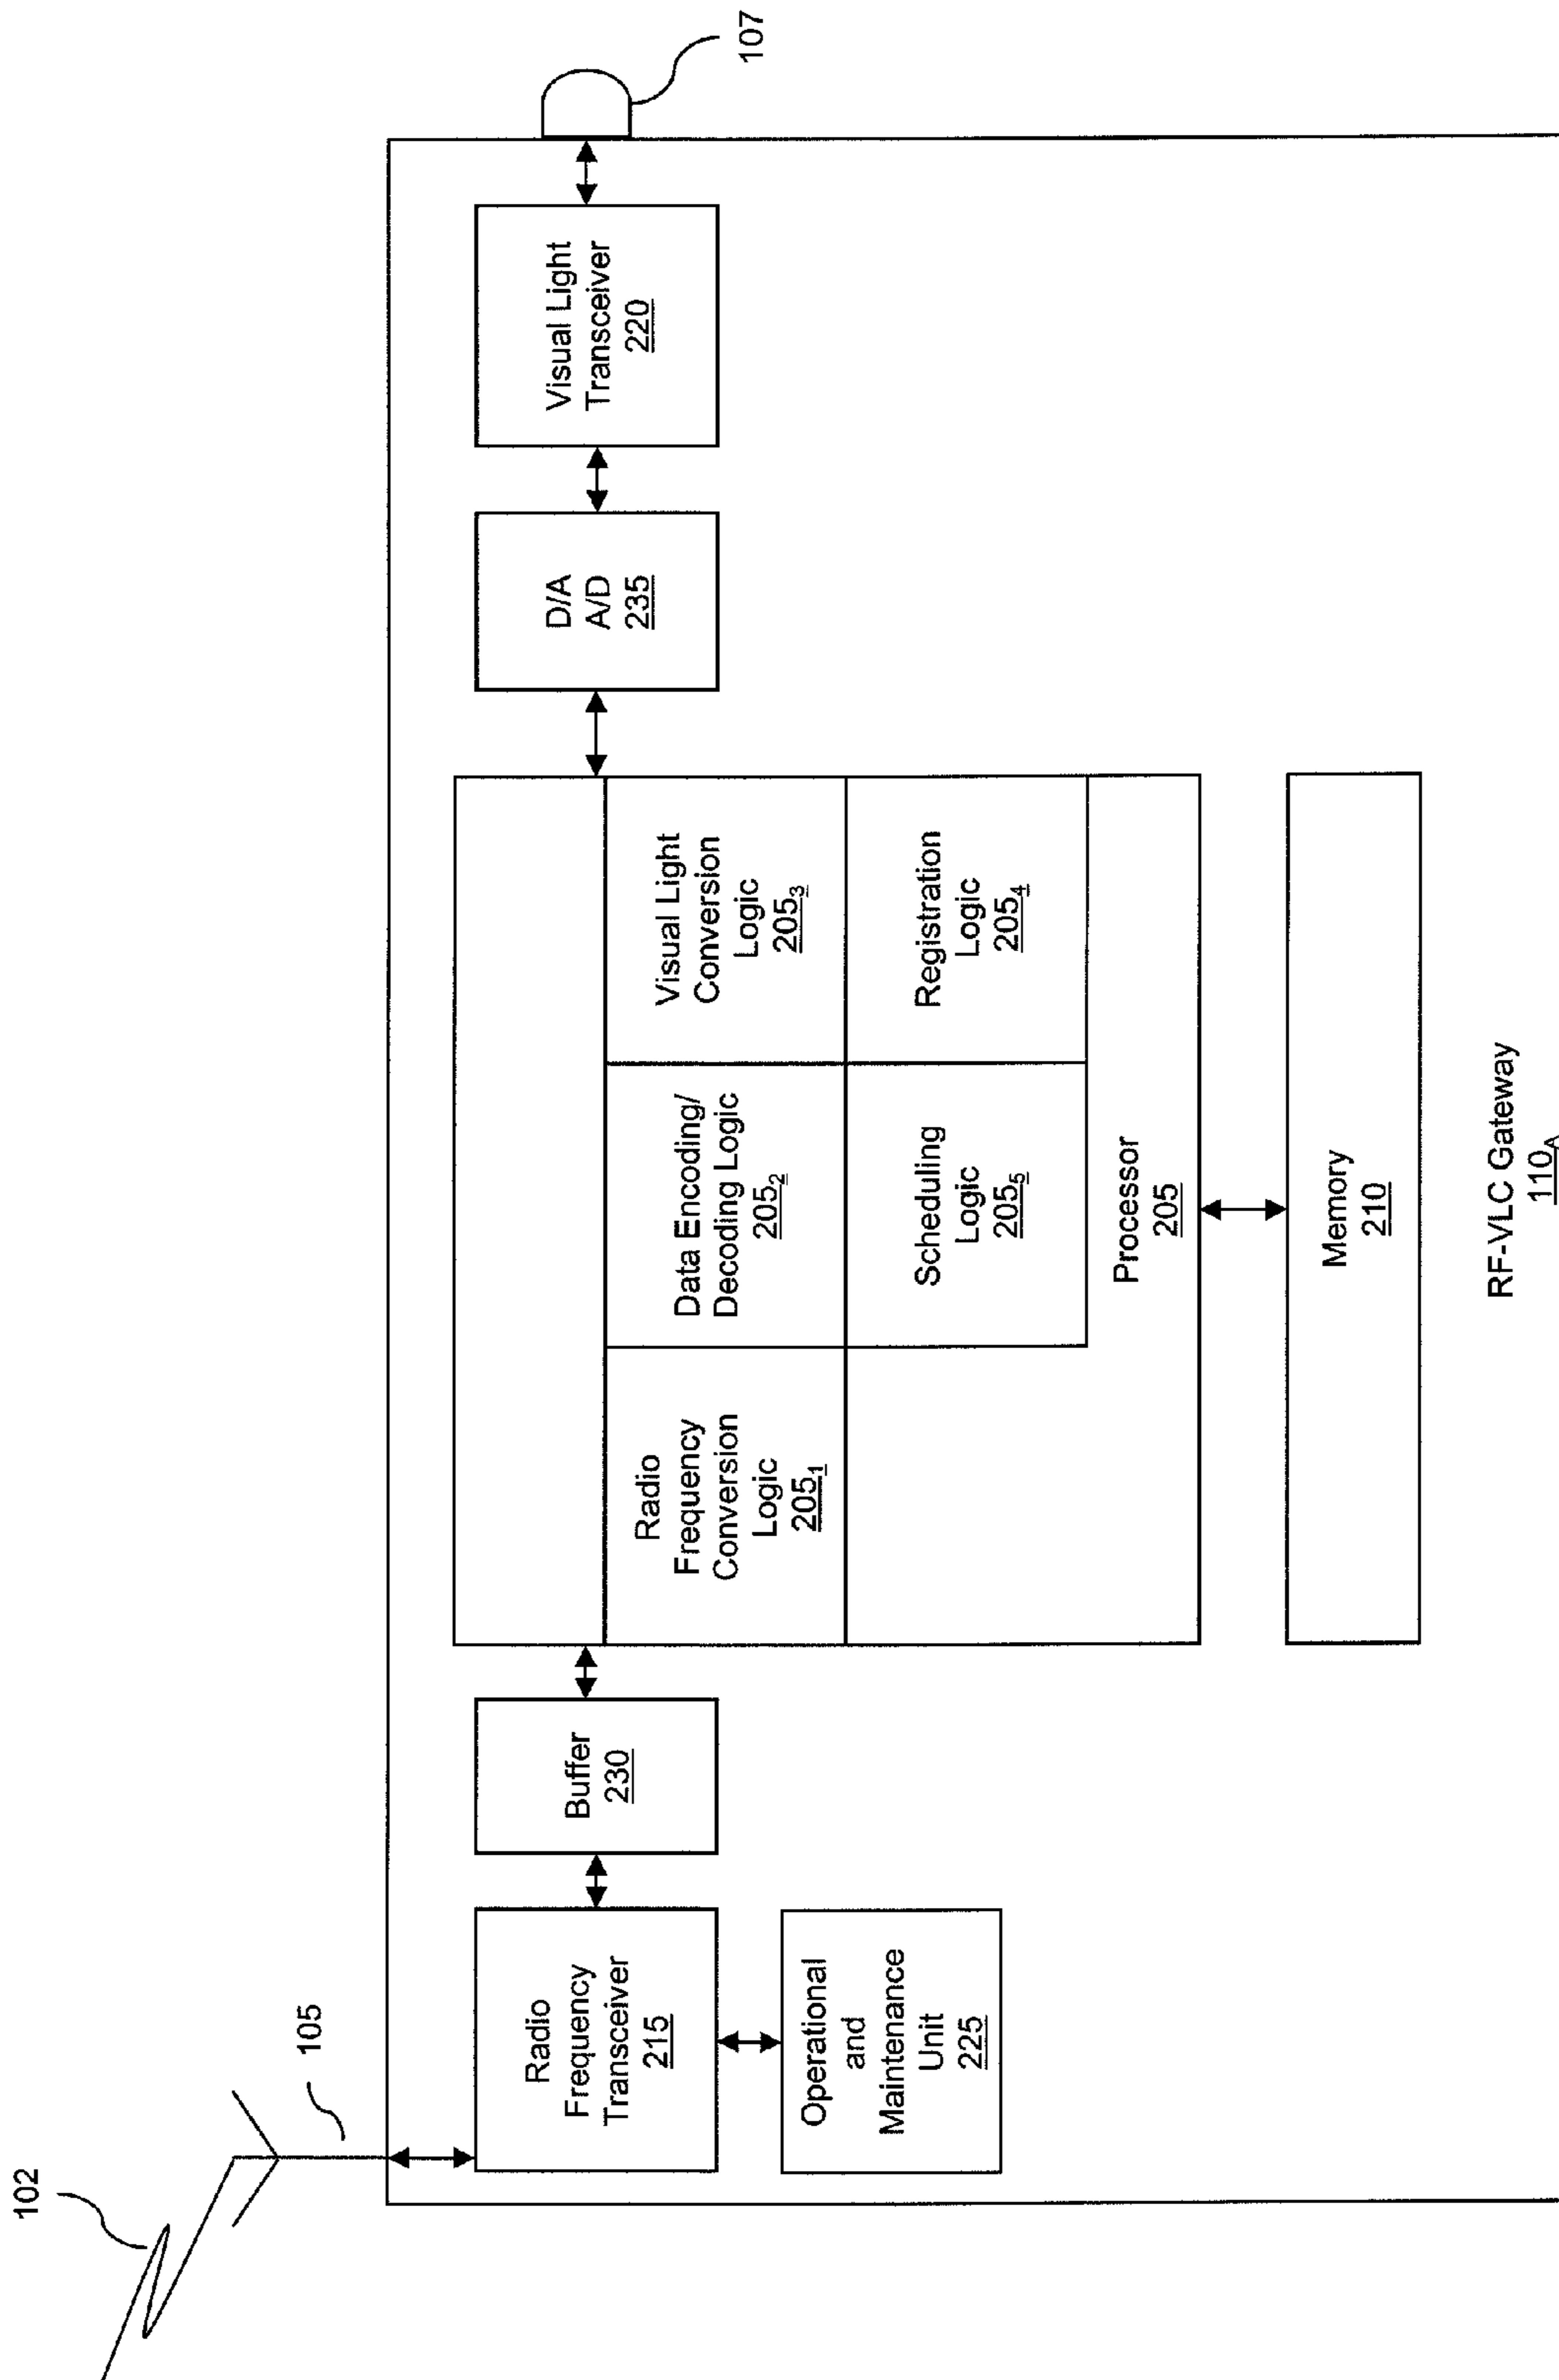 102
105
107
Radio
Frequency
Transceiver
215
Buffer
230
D/A
A/D
235
Visual Light
Transceiver
220
Operational
and
Maintenance
Unit
225
Radio
Frequency
Conversion
Logic
205₁
Data Encoding/
Decoding Logic
205₂
Visual Light
Conversion
Logic
205₃
Scheduling
Logic
205₅
Registration
Logic
205₄
Processor
205
Memory
210
RF-VLC Gateway
110A